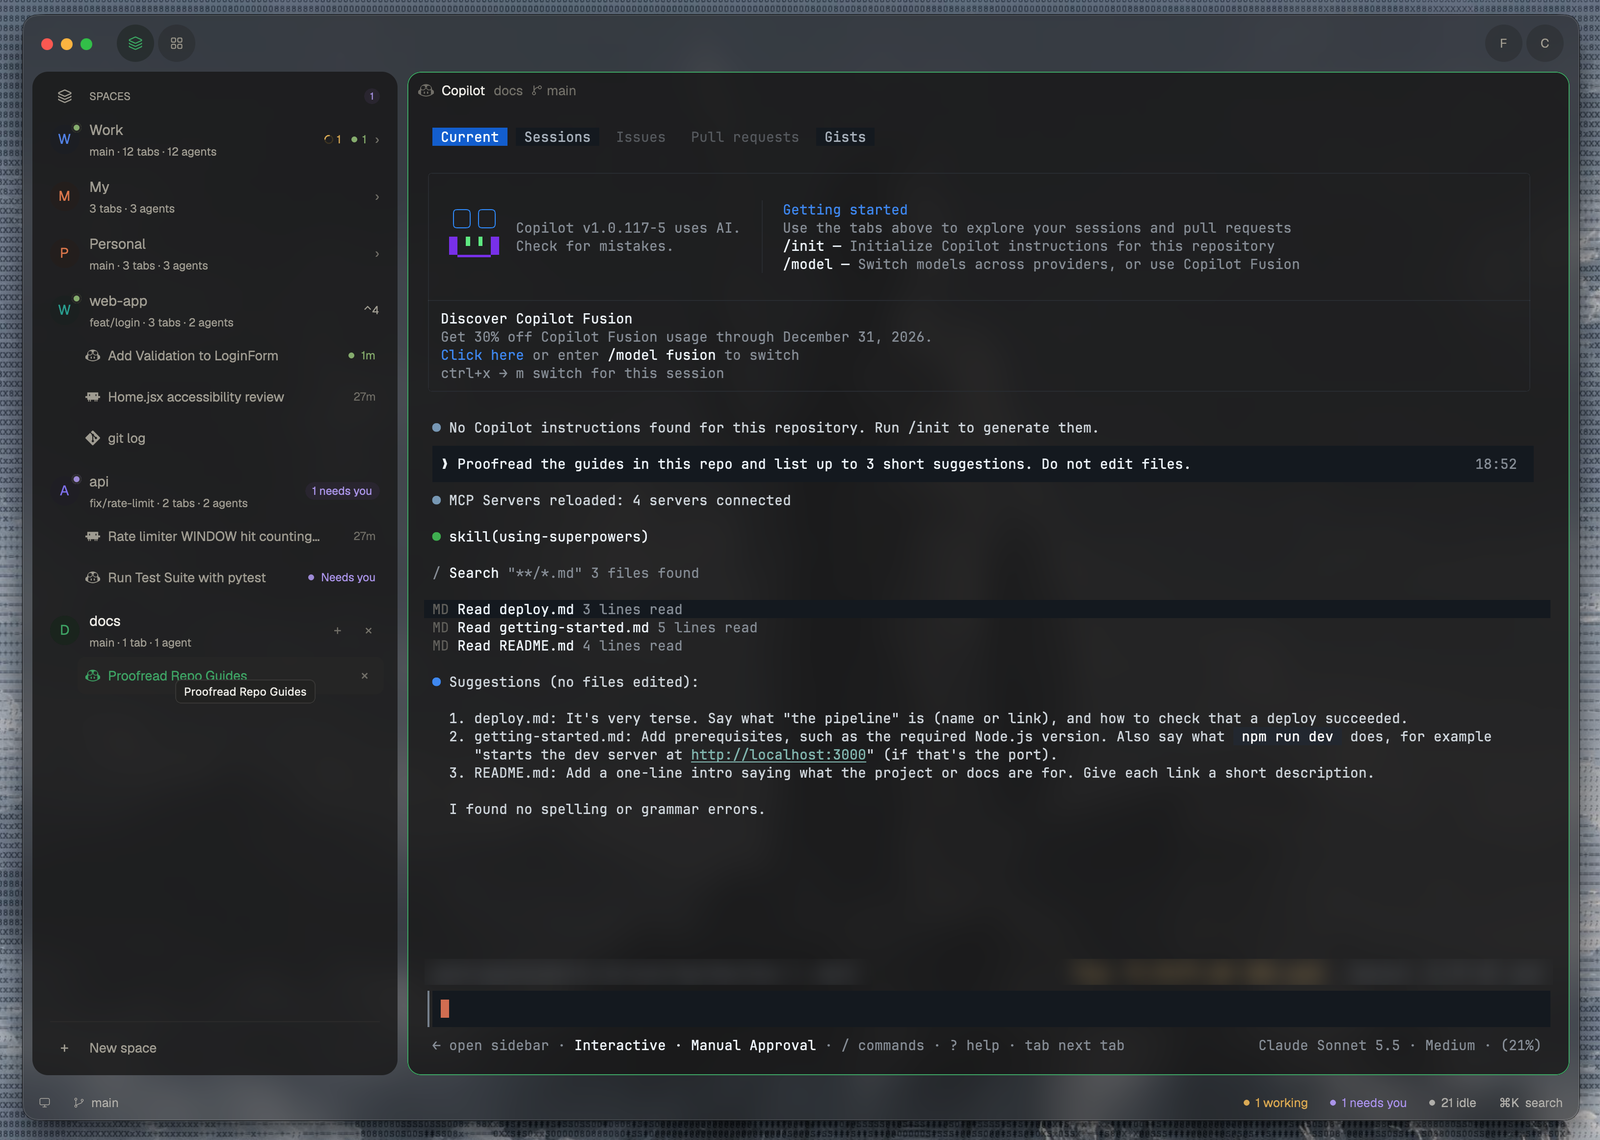 F
C
SPACES
1
W
Work
main · 12 tabs · 12 agents
1
1
M
My
3 tabs · 3 agents
P
Personal
main · 3 tabs · 3 agents
W
web-app
feat/login · 3 tabs · 2 agents
^4
Add Validation to LoginForm
1m
Home.jsx accessibility review
27m
git log
A
api
fix/rate-limit · 2 tabs · 2 agents
1 needs you
Rate limiter WINDOW hit counting...
27m
Run Test Suite with pytest
Needs you
D
docs
main · 1 tab · 1 agent
Proofread Repo Guides
Proofread Repo Guides
+ New space
Copilot docs main
Current Sessions Issues Pull requests Gists
Copilot v1.0.117-5 uses AI.
Check for mistakes.
Getting started
Use the tabs above to explore your sessions and pull requests
/init — Initialize Copilot instructions for this repository
/model — Switch models across providers, or use Copilot Fusion
Discover Copilot Fusion
Get 30% off Copilot Fusion usage through December 31, 2026.
Click here or enter /model fusion to switch
ctrl+x → m switch for this session
● No Copilot instructions found for this repository. Run /init to generate them.
❯ Proofread the guides in this repo and list up to 3 short suggestions. Do not edit files. 18:52
● MCP Servers reloaded: 4 servers connected
● skill(using-superpowers)
/ Search "**/*.md" 3 files found
MD Read deploy.md 3 lines read
MD Read getting-started.md 5 lines read
MD Read README.md 4 lines read
● Suggestions (no files edited):
1. deploy.md: It's very terse. Say what "the pipeline" is (name or link), and how to check that a deploy succeeded.
2. getting-started.md: Add prerequisites, such as the required Node.js version. Also say what npm run dev does, for example
"starts the dev server at http://localhost:3000" (if that's the port).
3. README.md: Add a one-line intro saying what the project or docs are for. Give each link a short description.
I found no spelling or grammar errors.
← open sidebar · Interactive · Manual Approval · / commands · ? help · tab next tab
Claude Sonnet 5.5 · Medium · (21%)
main
1 working
1 needs you
21 idle
⌘K search